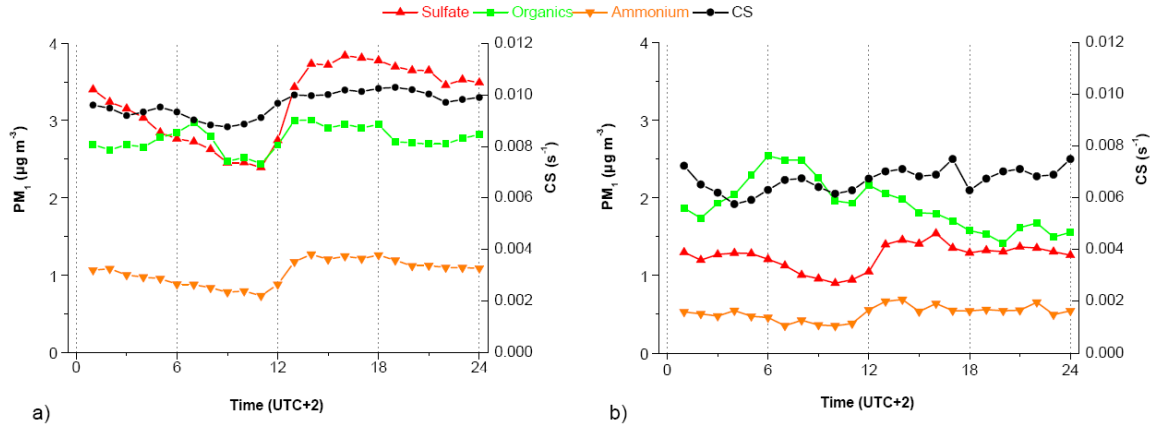 Sulfate Organics Ammonium CS
4
3
2
1
0
PM1 (µg m-3)
0.012
0.010
0.008
0.006
0.004
0.002
0.000
CS (s-1)
0 6 12 18 24
Time (UTC+2)
a)
4
3
2
1
0
PM1 (µg m-3)
0.012
0.010
0.008
0.006
0.004
0.002
0.000
CS (s-1)
0 6 12 18 24
Time (UTC+2)
b)